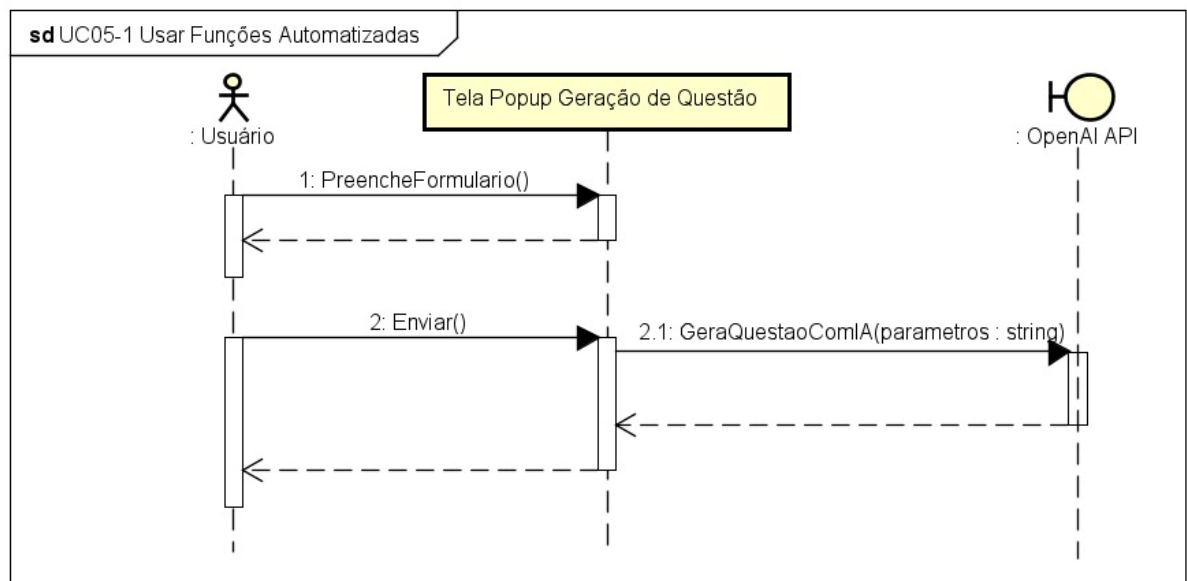 sd UC05-1 Usar Funções Automatizadas
Tela Popup Geração de Questão
: Usuário
: OpenAI API
1: PreencheFormulario()
2: Enviar()
2.1: GeraQuestaoComIA(parametros : string)